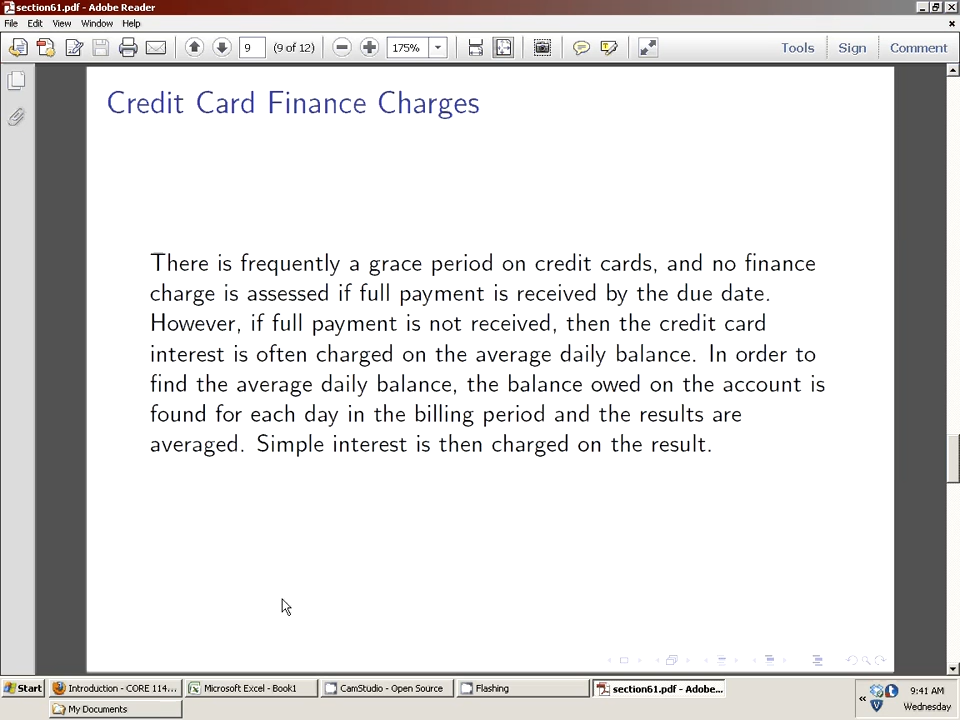 section61.pdf - Adobe Reader
File Edit View Window Help
9 (9 of 12) 175% Tools Sign Comment
Credit Card Finance Charges
There is frequently a grace period on credit cards, and no finance
charge is assessed if full payment is received by the due date.
However, if full payment is not received, then the credit card
interest is often charged on the average daily balance. In order to
find the average daily balance, the balance owed on the account is
found for each day in the billing period and the results are
averaged. Simple interest is then charged on the result.
Start Introduction - CORE 114... Microsoft Excel - Book1 CamStudio - Open Source Flashing section61.pdf - Adobe... 9:41 AM
My Documents Wednesday